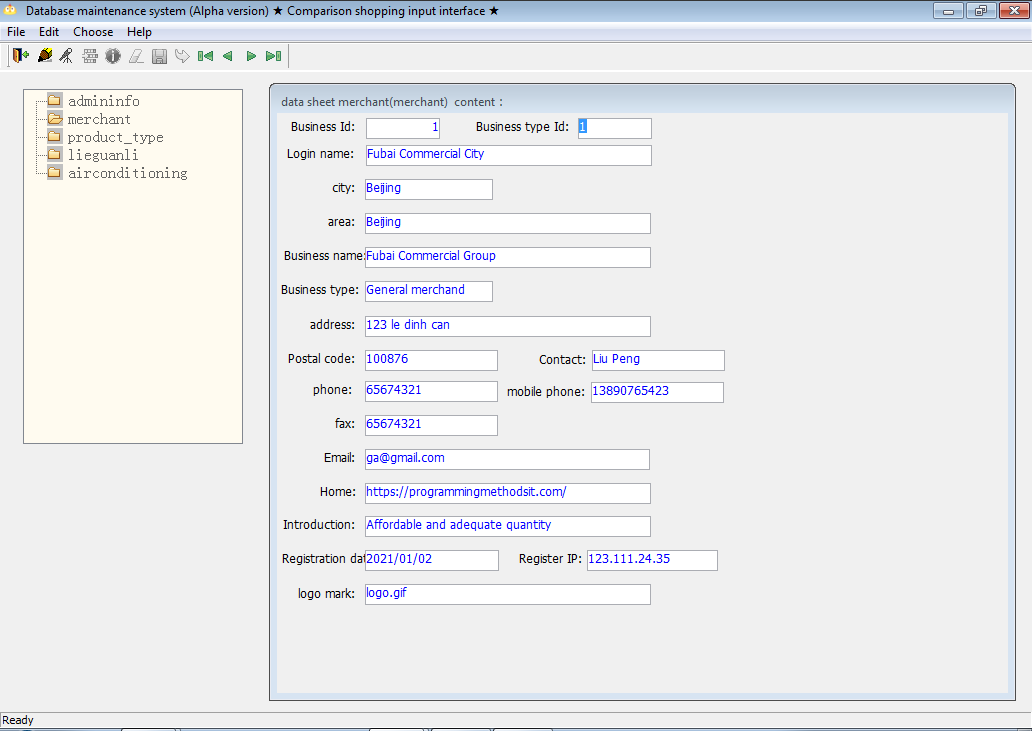 Database maintenance system (Alpha version) ★ Comparison shopping input interface ★
File Edit Choose Help
admininfo
merchant
product_type
lieguanli
airconditioning
data sheet merchant(merchant) content :
Business Id: 1 Business type Id: 1
Login name: Fubai Commercial City
city: Beijing
area: Beijing
Business name: Fubai Commercial Group
Business type: General merchand
address: 123 le dinh can
Postal code: 100876 Contact: Liu Peng
phone: 65674321 mobile phone: 13890765423
fax: 65674321
Email: ga@gmail.com
Home: https://programmingmethodsit.com/
Introduction: Affordable and adequate quantity
Registration dat 2021/01/02 Register IP: 123.111.24.35
logo mark: logo.gif
Ready